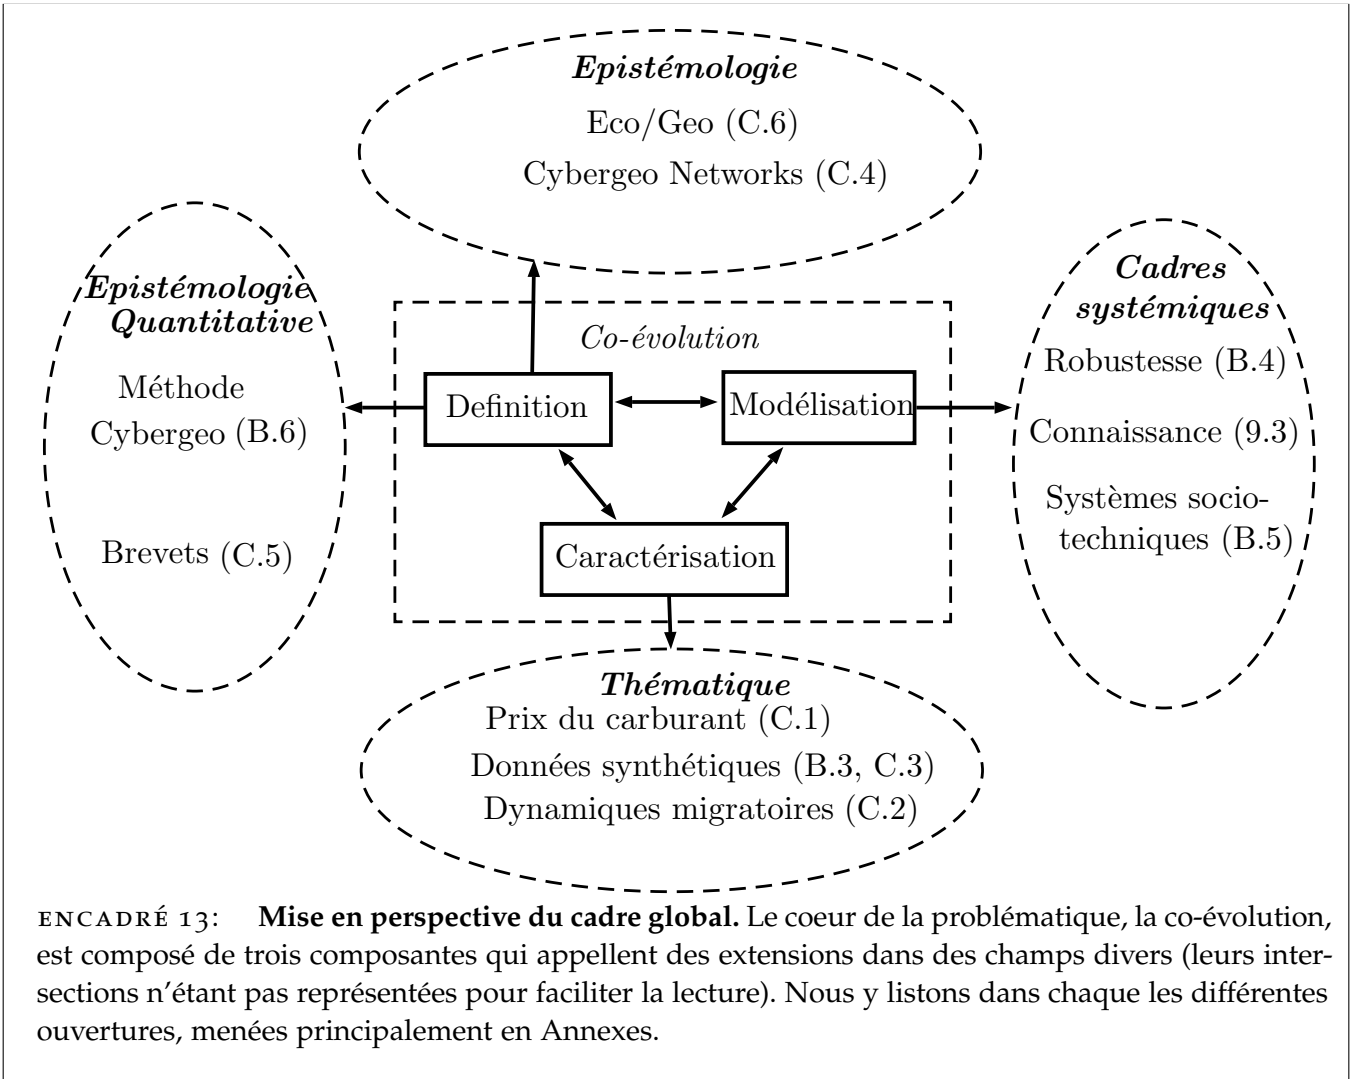 Epistémologie
Eco/Geo (C.6)
Cybergeo Networks (C.4)
Epistémologie
Quantitative
Méthode
Cybergeo (B.6)
Brevets (C.5)
Co-évolution
Definition
Modélisation
Caractérisation
Cadres
systémiques
Robustesse (B.4)
Connaissance (9.3)
Systèmes socio-
techniques (B.5)
Thématique
Prix du carburant (C.1)
Données synthétiques (B.3, C.3)
Dynamiques migratoires (C.2)
ENCADRÉ 13: Mise en perspective du cadre global. Le coeur de la problématique, la co-évolution,
est composé de trois composantes qui appellent des extensions dans des champs divers (leurs inter-
sections n'étant pas représentées pour faciliter la lecture). Nous y listons dans chaque les différentes
ouvertures, menées principalement en Annexes.